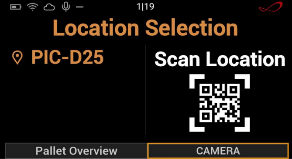 1|19
Location Selection
PIC-D25
Scan Location
Pallet Overview
CAMERA